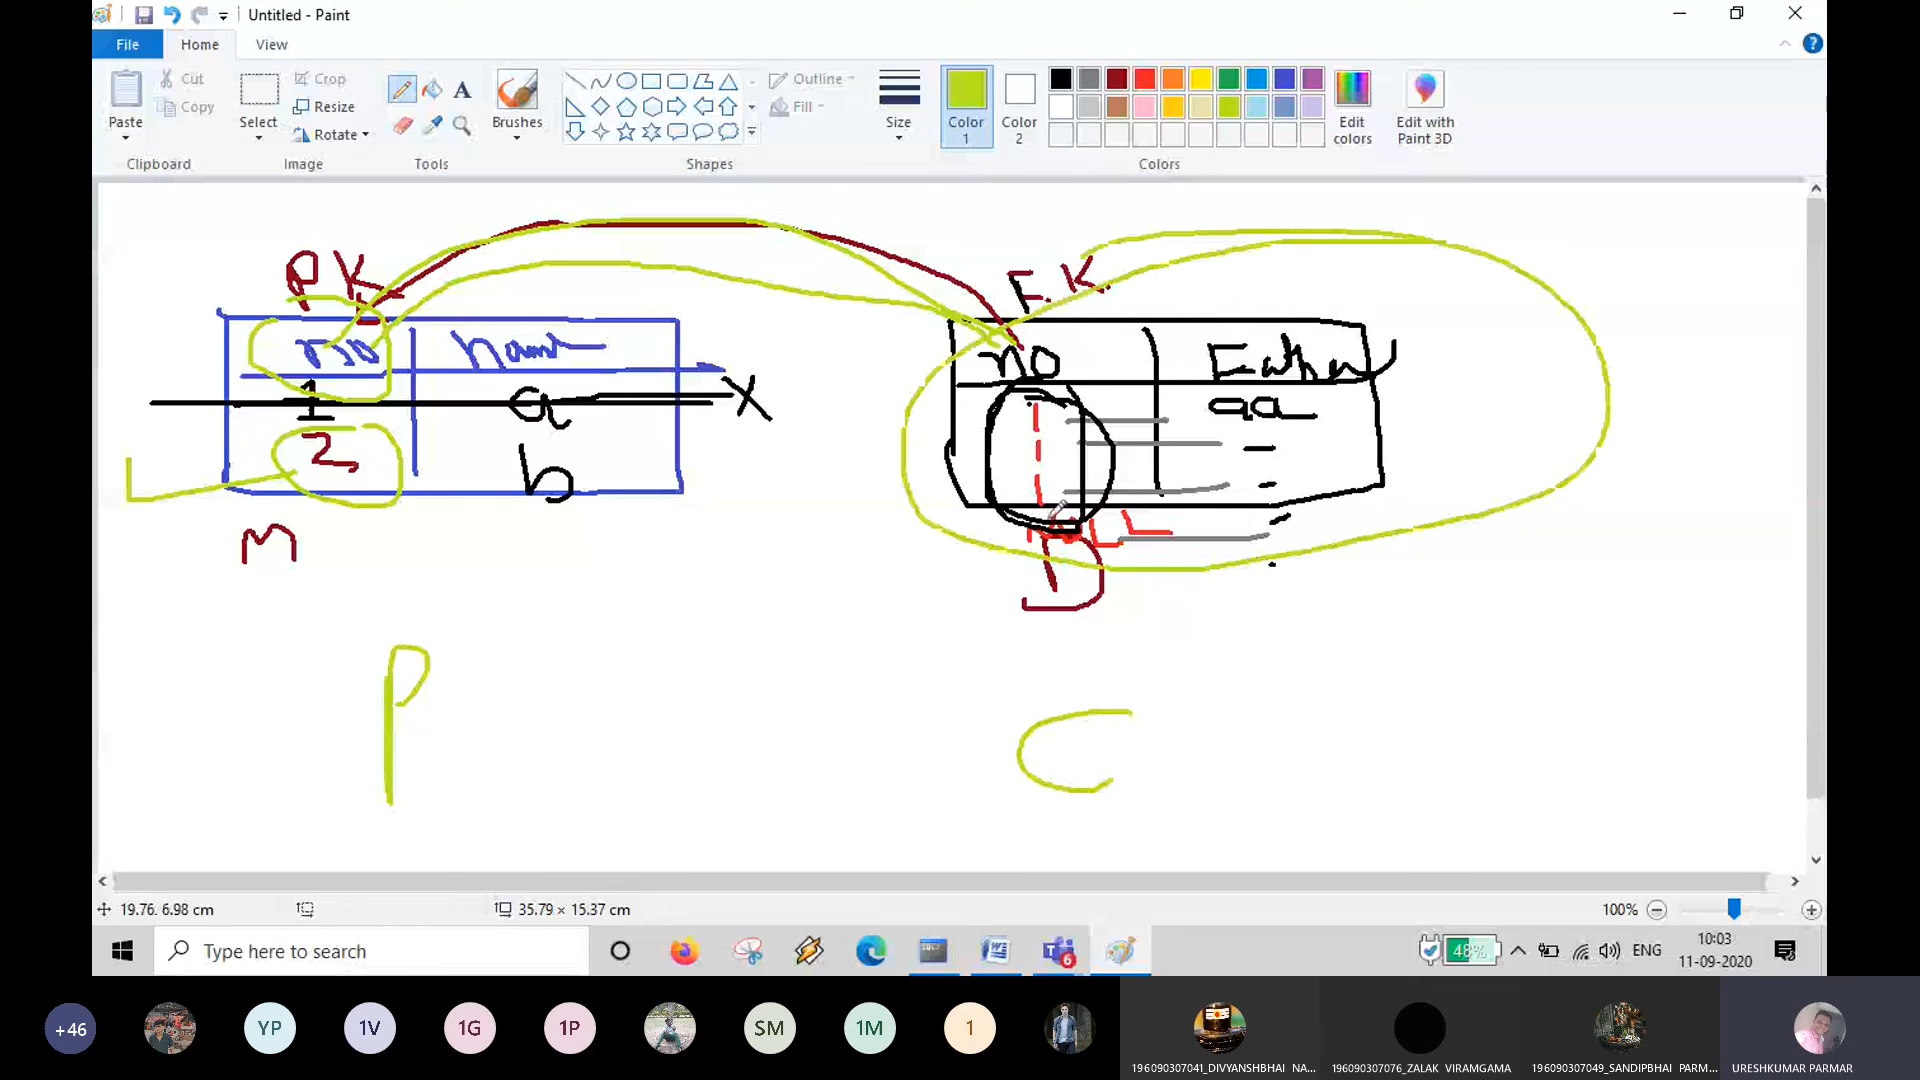 Untitled - Paint
File Home View
Cut
Copy
Paste
Crop
Resize
Rotate
Select
Brushes
Outline
Fill
Size
Color 1
Color 2
Edit colors
Edit with Paint 3D
Clipboard Image Tools Shapes Colors
PK F.K.
no name no
1 a x aa
2 b
M D
P C
19.76, 6.98 cm 35.79 × 15.37 cm 100%
Type here to search
6
48%
ENG
10:03
11-09-2020
+46 YP 1V 1G 1P SM 1M 1
196090307041_DIVYANSHBHAI NA... 196090307076_ZALAK VIRAMGAMA 196090307049_SANDIPBHAI PARM... URESHKUMAR PARMAR